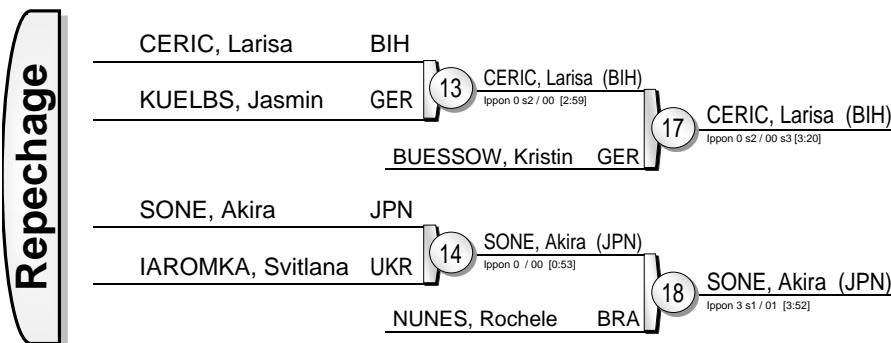 Repechage
CERIC, Larisa BIH
KUELBS, Jasmin GER
13
CERIC, Larisa (BIH)
Ippon 0 s2 / 00 [2:59]
BUESSOW, Kristin GER
17
CERIC, Larisa (BIH)
Ippon 0 s2 / 00 s3 [3:20]
SONE, Akira JPN
IAROMKA, Svitlana UKR
14
SONE, Akira (JPN)
Ippon 0 / 00 [0:53]
NUNES, Rochele BRA
18
SONE, Akira (JPN)
Ippon 3 s1 / 01 [3:52]